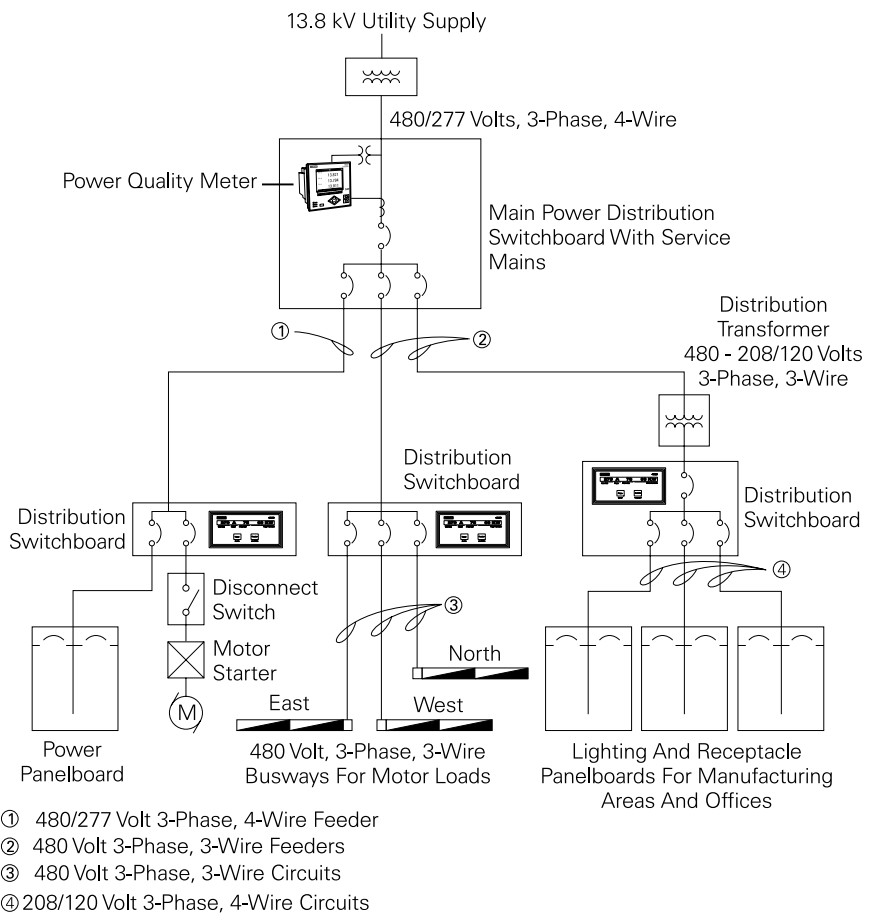 13.8 kV Utility Supply
480/277 Volts, 3-Phase, 4-Wire
Power Quality Meter
Main Power Distribution
Switchboard With Service
Mains
①
②
Distribution
Transformer
480 - 208/120 Volts
3-Phase, 3-Wire
Distribution
Switchboard
Distribution
Switchboard
Distribution
Switchboard
④
Disconnect
Switch
③
Motor
Starter
M
North
East
West
Power
Panelboard
480 Volt, 3-Phase, 3-Wire
Busways For Motor Loads
Lighting And Receptacle
Panelboards For Manufacturing
Areas And Offices
① 480/277 Volt 3-Phase, 4-Wire Feeder
② 480 Volt 3-Phase, 3-Wire Feeders
③ 480 Volt 3-Phase, 3-Wire Circuits
④ 208/120 Volt 3-Phase, 4-Wire Circuits